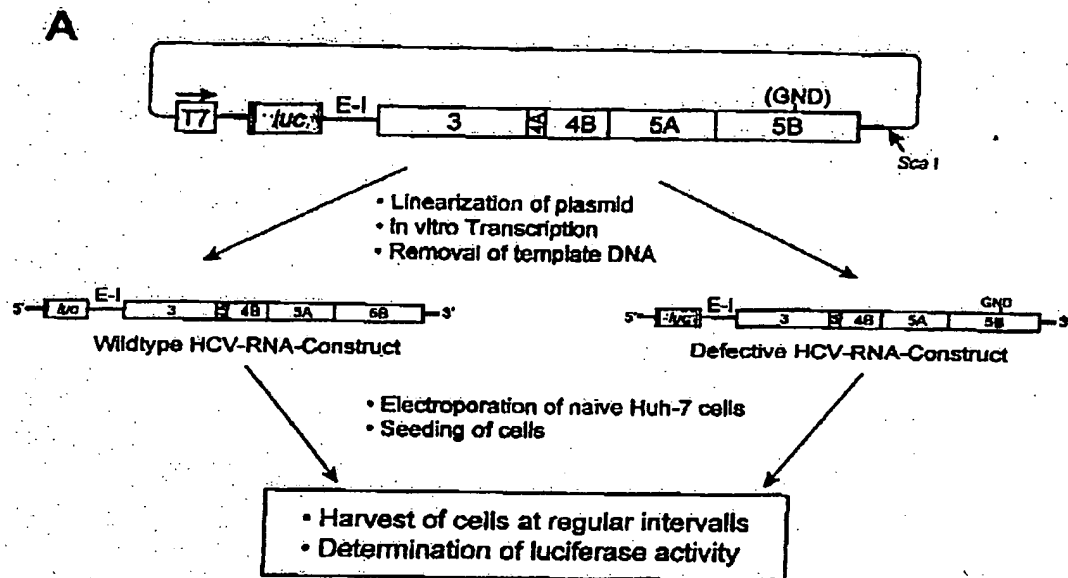 A
(GND)
T7 luc E-I 3 4A 4B 5A 5B
Sca I
• Linearization of plasmid
• In vitro Transcription
• Removal of template DNA
5' luc E-I 3 4B 5A 5B 3'
Wildtype HCV-RNA-Construct
GND
5' luc E-I 3 4B 5A 5B 3'
Defective HCV-RNA-Construct
• Electroporation of naive Huh-7 cells
• Seeding of cells
• Harvest of cells at regular intervalls
• Determination of luciferase activity